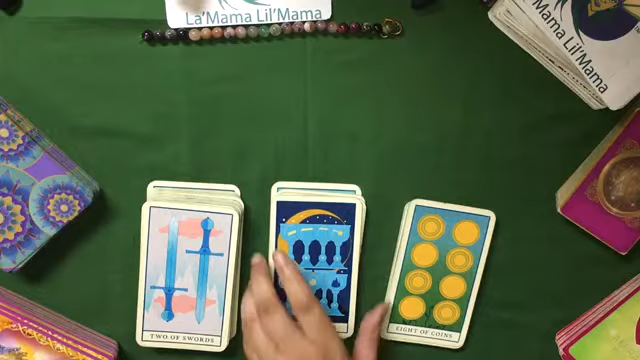 La'Mama Lil'Mama
Mama Lil'Mama
TWO OF SWORDS
EIGHT OF COINS